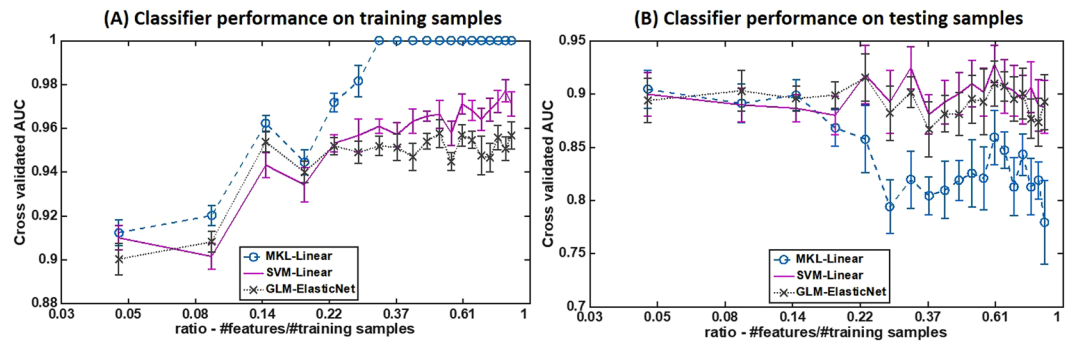 (A) Classifier performance on training samples
Cross validated AUC
1
0.98
0.96
0.94
0.92
0.9
0.88
0.03 0.05 0.08 0.14 0.22 0.37 0.61 1
ratio - #features/#training samples
MKL-Linear
SVM-Linear
GLM-ElasticNet
(B) Classifier performance on testing samples
Cross validated AUC
0.95
0.9
0.85
0.8
0.75
0.7
0.03 0.05 0.08 0.14 0.22 0.37 0.61 1
ratio - #features/#training samples
MKL-Linear
SVM-Linear
GLM-ElasticNet